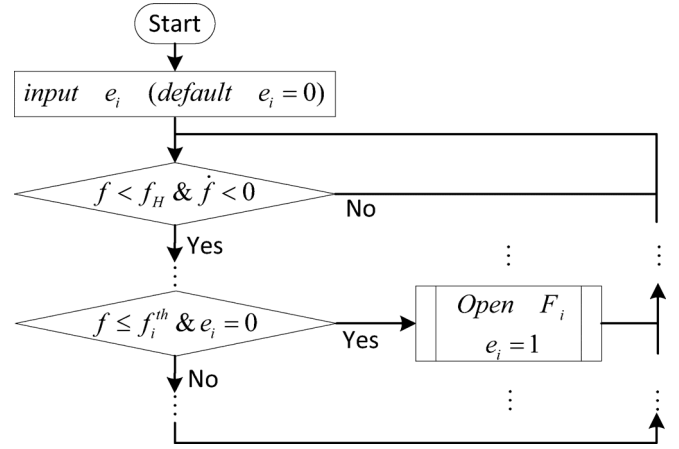 Start
input e_i (default e_i = 0)
f < f_H & ḟ < 0
No
Yes
f ≤ f_i^{th} & e_i = 0
Yes
Open F_i
e_i = 1
No